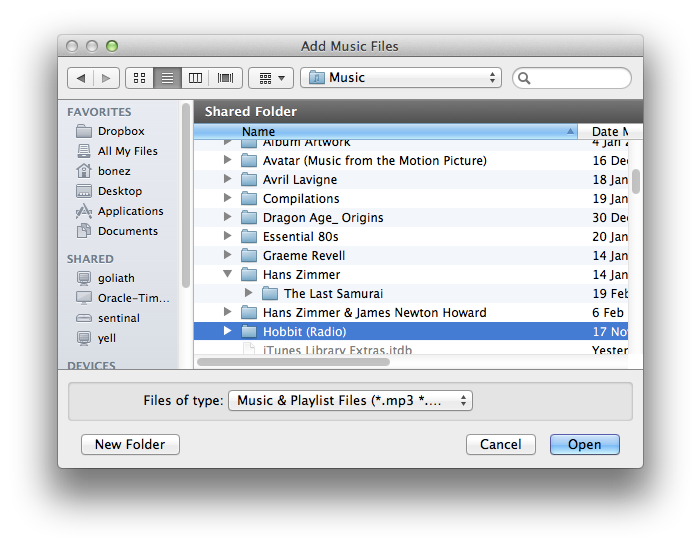 Add Music Files
Music
FAVORITES
Dropbox
All My Files
bonez
Desktop
Applications
Documents
SHARED
goliath
Oracle-Tim...
sentinal
yell
DEVICES
Shared Folder
Name Date M
Album Artwork 4 Jan 2
Avatar (Music from the Motion Picture) 16 Dec
Avril Lavigne 18 Jan
Compilations 19 Jan
Dragon Age_ Origins 30 Dec
Essential 80s 20 Jan
Graeme Revell 14 Jan
Hans Zimmer 14 Jan
The Last Samurai 19 Feb
Hans Zimmer & James Newton Howard 6 Feb
Hobbit (Radio) 17 Nov
iTunes Library Extras.itdb Yester
Files of type: Music & Playlist Files (*.mp3 *....
New Folder Cancel Open